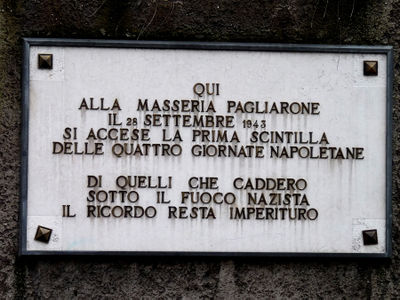 QUI
ALLA MASSERIA PAGLIARONE
IL 28 SETTEMBRE 1943
SI ACCESE LA PRIMA SCINTILLA
DELLE QUATTRO GIORNATE NAPOLETANE
DI QUELLI CHE CADDERO
SOTTO IL FUOCO NAZISTA
IL RICORDO RESTA IMPERITURO